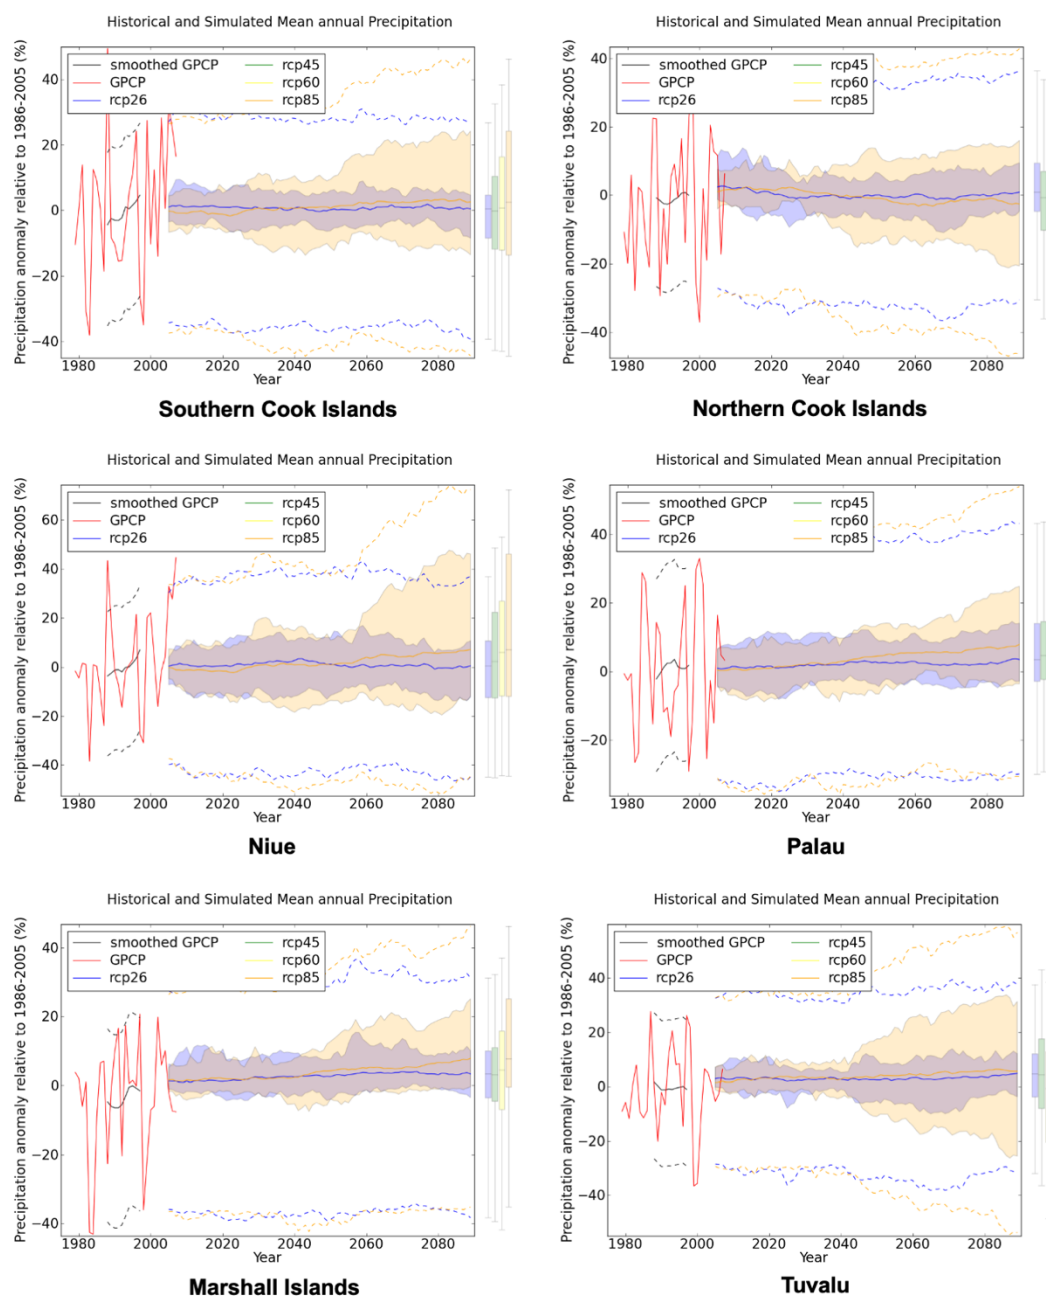 Historical and Simulated Mean annual Precipitation
Precipitation anomaly relative to 1986-2005 (%)
smoothed GPCP
GPCP
rcp26
rcp45
rcp60
rcp85
40
20
0
−20
−40
1980 2000 2020 2040 2060 2080
Year
Southern Cook Islands
Historical and Simulated Mean annual Precipitation
Precipitation anomaly relative to 1986-2005 (%)
smoothed GPCP
GPCP
rcp26
rcp45
rcp60
rcp85
40
20
0
−20
−40
1980 2000 2020 2040 2060 2080
Year
Northern Cook Islands
Historical and Simulated Mean annual Precipitation
Precipitation anomaly relative to 1986-2005 (%)
smoothed GPCP
GPCP
rcp26
rcp45
rcp60
rcp85
60
40
20
0
−20
−40
1980 2000 2020 2040 2060 2080
Year
Niue
Historical and Simulated Mean annual Precipitation
Precipitation anomaly relative to 1986-2005 (%)
smoothed GPCP
GPCP
rcp26
rcp45
rcp60
rcp85
40
20
0
−20
1980 2000 2020 2040 2060 2080
Year
Palau
Historical and Simulated Mean annual Precipitation
Precipitation anomaly relative to 1986-2005 (%)
smoothed GPCP
GPCP
rcp26
rcp45
rcp60
rcp85
40
20
0
−20
−40
1980 2000 2020 2040 2060 2080
Year
Marshall Islands
Historical and Simulated Mean annual Precipitation
Precipitation anomaly relative to 1986-2005 (%)
smoothed GPCP
GPCP
rcp26
rcp45
rcp60
rcp85
60
40
20
0
−20
−40
1980 2000 2020 2040 2060 2080
Year
Tuvalu